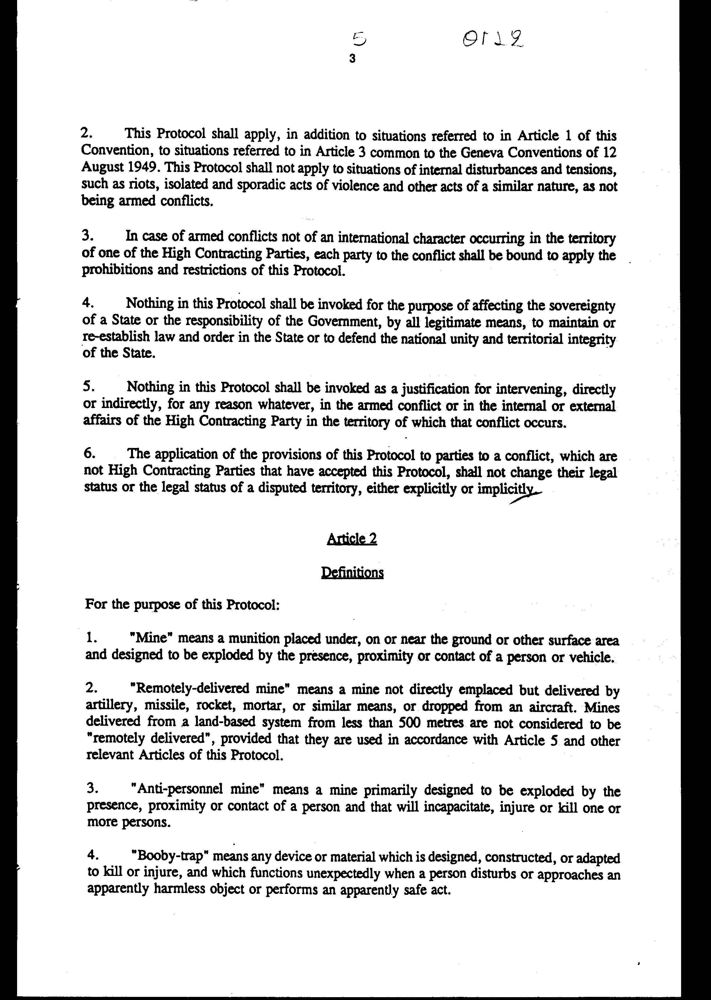 5
3
2. This Protocol shall apply, in addition to situations referred to in Article 1 of this
Convention, to situations referred to in Article 3 common to the Geneva Conventions of 12
August 1949. This Protocol shall not apply to situations of internal disturbances and tensions,
such as riots, isolated and sporadic acts of violence and other acts of a similar nature, as not
being armed conflicts.
3. In case of armed conflicts not of an international character occurring in the territory
of one of the High Contracting Parties, each party to the conflict shall be bound to apply the
prohibitions and restrictions of this Protocol.
4. Nothing in this Protocol shall be invoked for the purpose of affecting the sovereignty
of a State or the responsibility of the Government, by all legitimate means, to maintain or
re-establish law and order in the State or to defend the national unity and territorial integrity
of the State.
5. Nothing in this Protocol shall be invoked as a justification for intervening, directly
or indirectly, for any reason whatever, in the armed conflict or in the internal or external
affairs of the High Contracting Party in the territory of which that conflict occurs.
6. The application of the provisions of this Protocol to parties to a conflict, which are
not High Contracting Parties that have accepted this Protocol, shall not change their legal
status or the legal status of a disputed territory, either explicitly or implicitly.
Article 2
Definitions
For the purpose of this Protocol:
1. "Mine" means a munition placed under, on or near the ground or other surface area
and designed to be exploded by the presence, proximity or contact of a person or vehicle.
2. "Remotely-delivered mine" means a mine not directly emplaced but delivered by
artillery, missile, rocket, mortar, or similar means, or dropped from an aircraft. Mines
delivered from a land-based system from less than 500 metres are not considered to be
"remotely delivered", provided that they are used in accordance with Article 5 and other
relevant Articles of this Protocol.
3. "Anti-personnel mine" means a mine primarily designed to be exploded by the
presence, proximity or contact of a person and that will incapacitate, injure or kill one or
more persons.
4. "Booby-trap" means any device or material which is designed, constructed, or adapted
to kill or injure, and which functions unexpectedly when a person disturbs or approaches an
apparently harmless object or performs an apparently safe act.